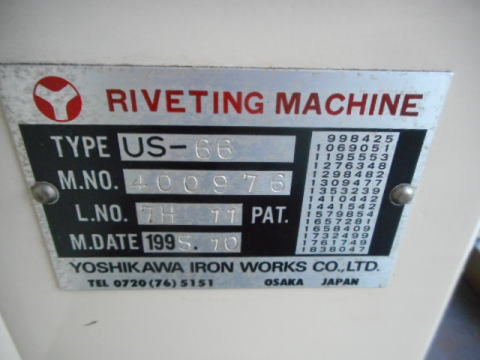 RIVETING MACHINE
TYPE US-66
M.NO. 400976
L.NO. 7H 11 PAT.
M.DATE 1995.10
998425
1069051
1195553
1276348
1298482
1309477
1353239
1410442
1441542
1579854
1657281
1658409
1732499
1761749
1838047
YOSHIKAWA IRON WORKS CO., LTD.
TEL 0720(76)5151 OSAKA JAPAN